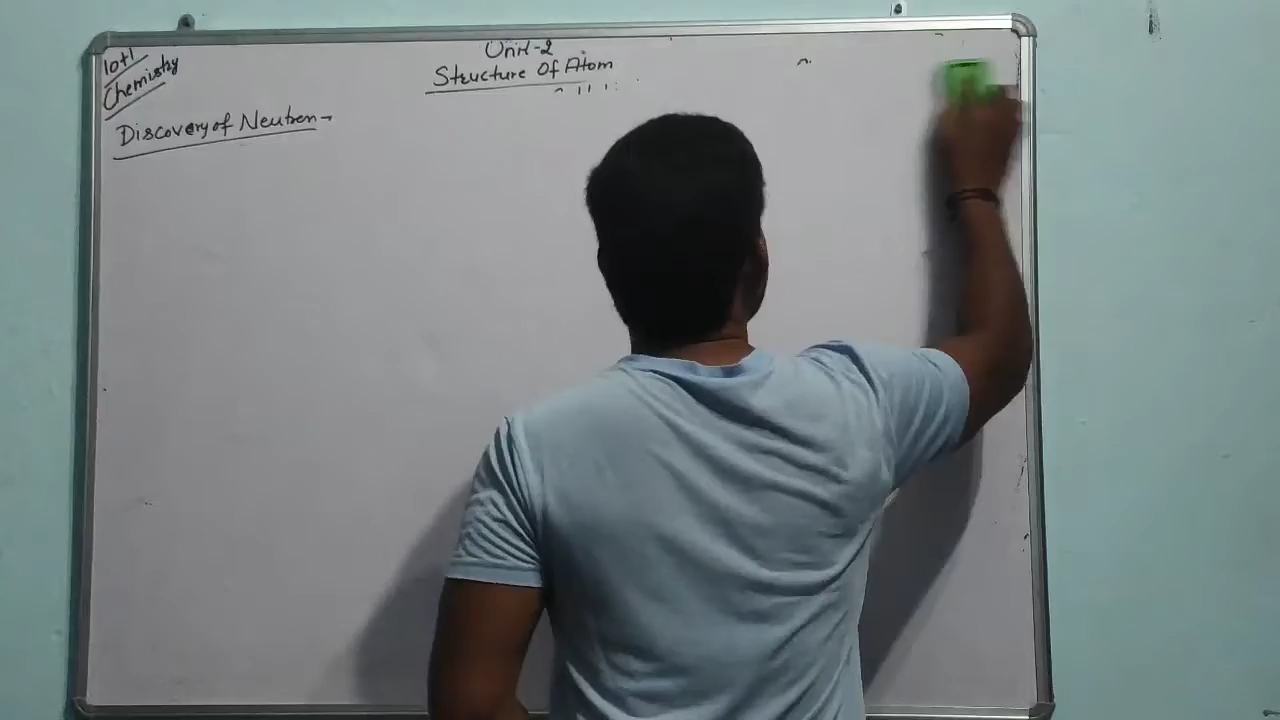 10+1
Chemistry
Unit-2
Structure Of Atom
Discovery of Neutron→